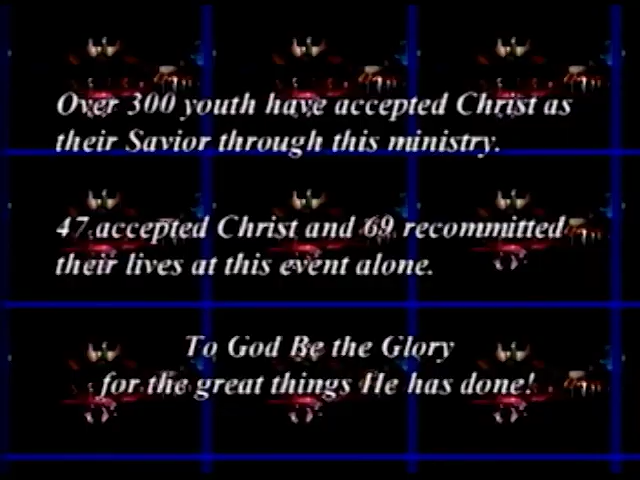 Over 300 youth have accepted Christ as
their Savior through this ministry.
47 accepted Christ and 69 recommitted
their lives at this event alone.
To God Be the Glory
for the great things He has done!